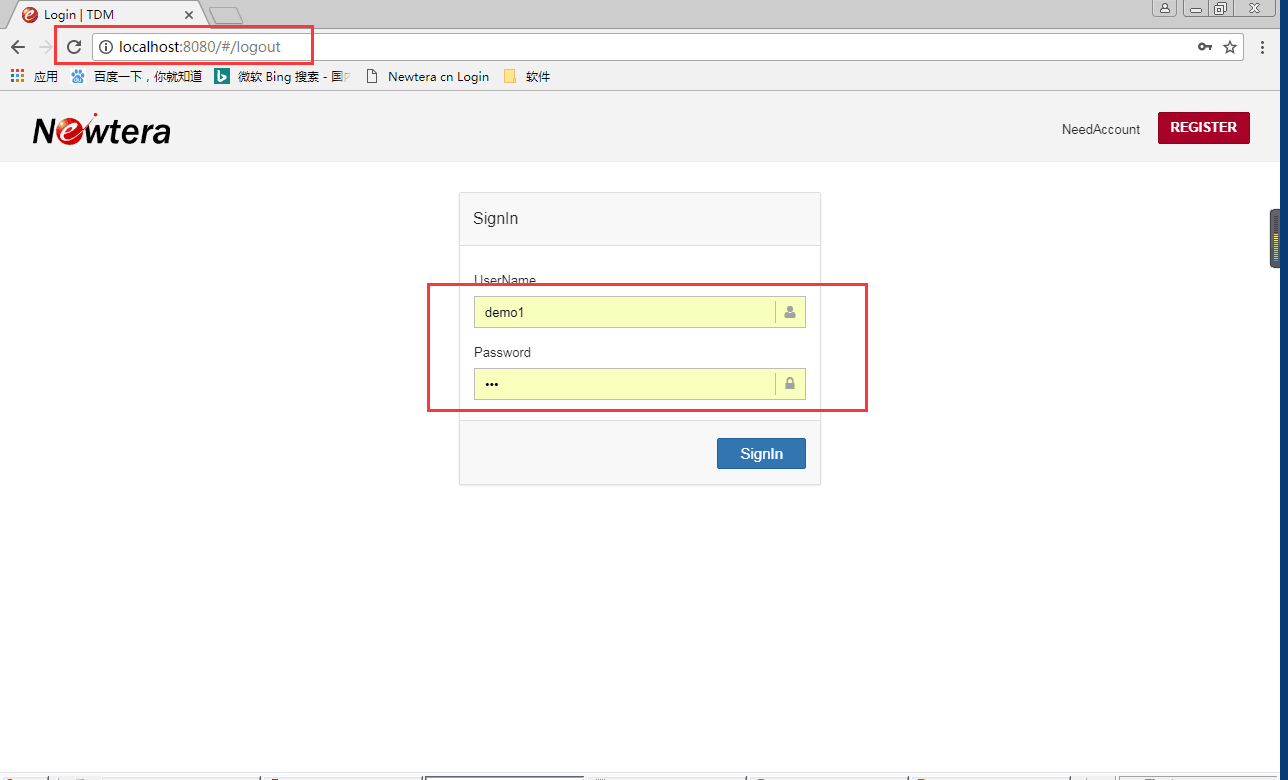 Login | TDM
localhost:8080/#/logout
应用 百度一下，你就知道 微软 Bing 搜索 - 国 Newtera cn Login 软件
Newtera
NeedAccount REGISTER
SignIn
UserName
demo1
Password
•••
SignIn